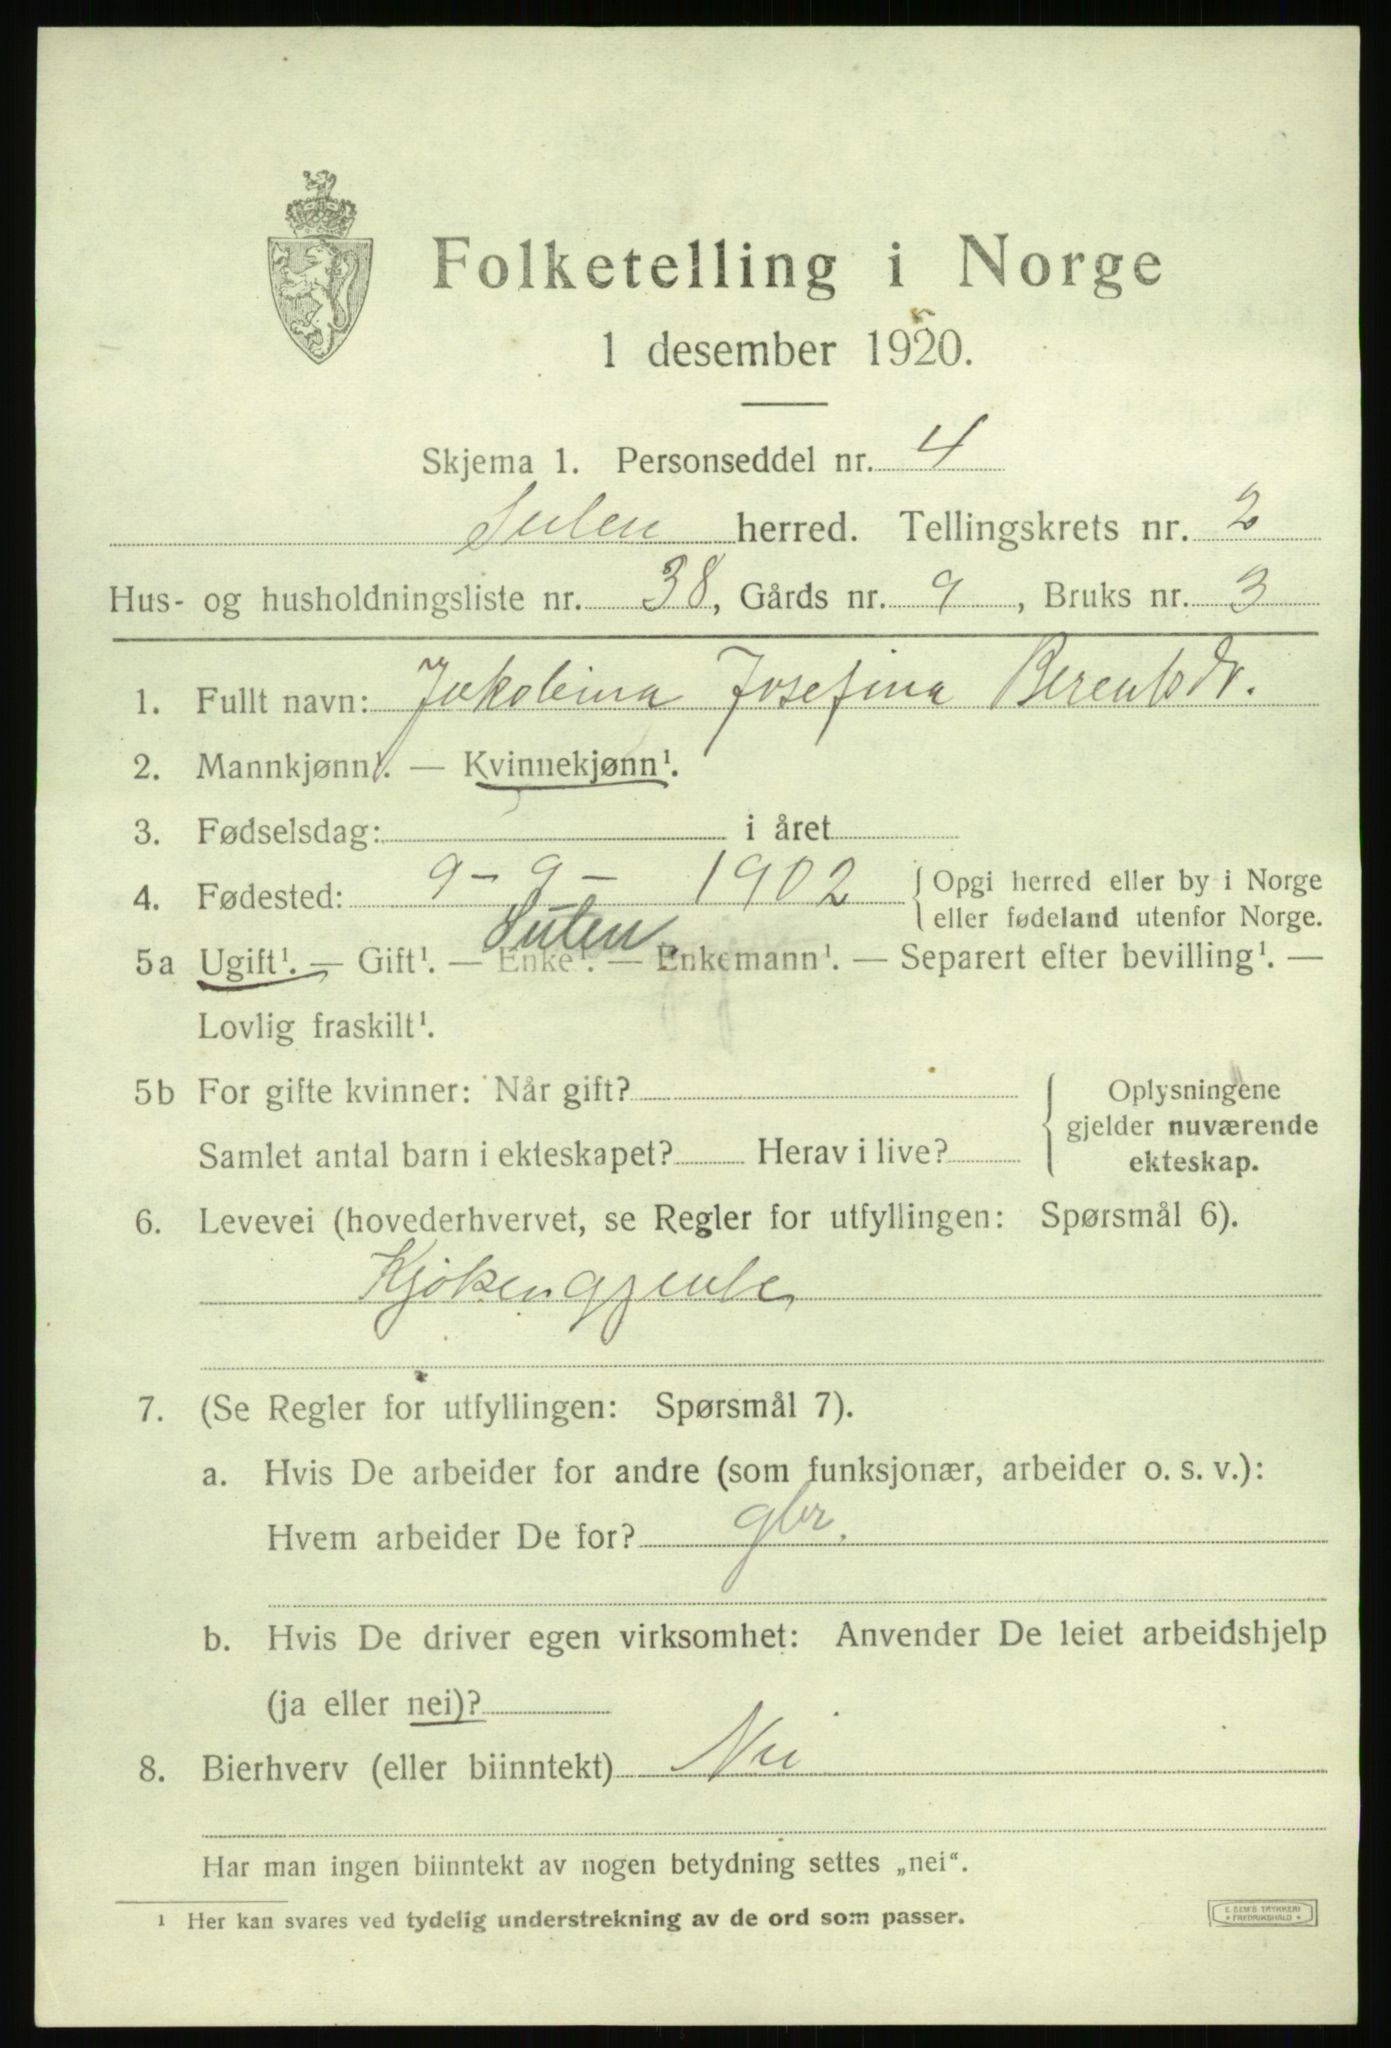 Folketelling i Norge
1 desember 1920.
Skjema 1. Personseddel nr. 4
Sulen herred. Tellingskrets nr. 2
Hus- og husholdningsliste nr. 38, Gårds nr. 9, Bruks nr. 3
1. Fullt navn: Jakobina Josefina Berentsdr.
2. Mannkjønn¹. — Kvinnekjønn¹.
3. Fødselsdag: i året
4. Fødested: 9-9- 1902 { Opgi herred eller by i Norge
eller fødeland utenfor Norge.
Sulen
5a Ugift¹. — Gift¹. — Enke¹. — Enkemann¹. — Separert efter bevilling¹. —
Lovlig fraskilt¹.
5b For gifte kvinner: Når gift?
Samlet antal barn i ekteskapet? Herav i live?
{ Oplysningene
gjelder nuværende
ekteskap.
6. Levevei (hovederhvervet, se Regler for utfyllingen: Spørsmål 6).
Kjökengjente
7. (Se Regler for utfyllingen: Spørsmål 7).
a. Hvis De arbeider for andre (som funksjonær, arbeider o. s. v.):
Hvem arbeider De for? gbr.
b. Hvis De driver egen virksomhet: Anvender De leiet arbeidshjelp
(ja eller nei)?
8. Bierhverv (eller biinntekt) Nei
Har man ingen biinntekt av nogen betydning settes „nei“.
¹ Her kan svares ved tydelig understrekning av de ord som passer.
E. SEM'S TRYKKERI
FREDRIKSHALD